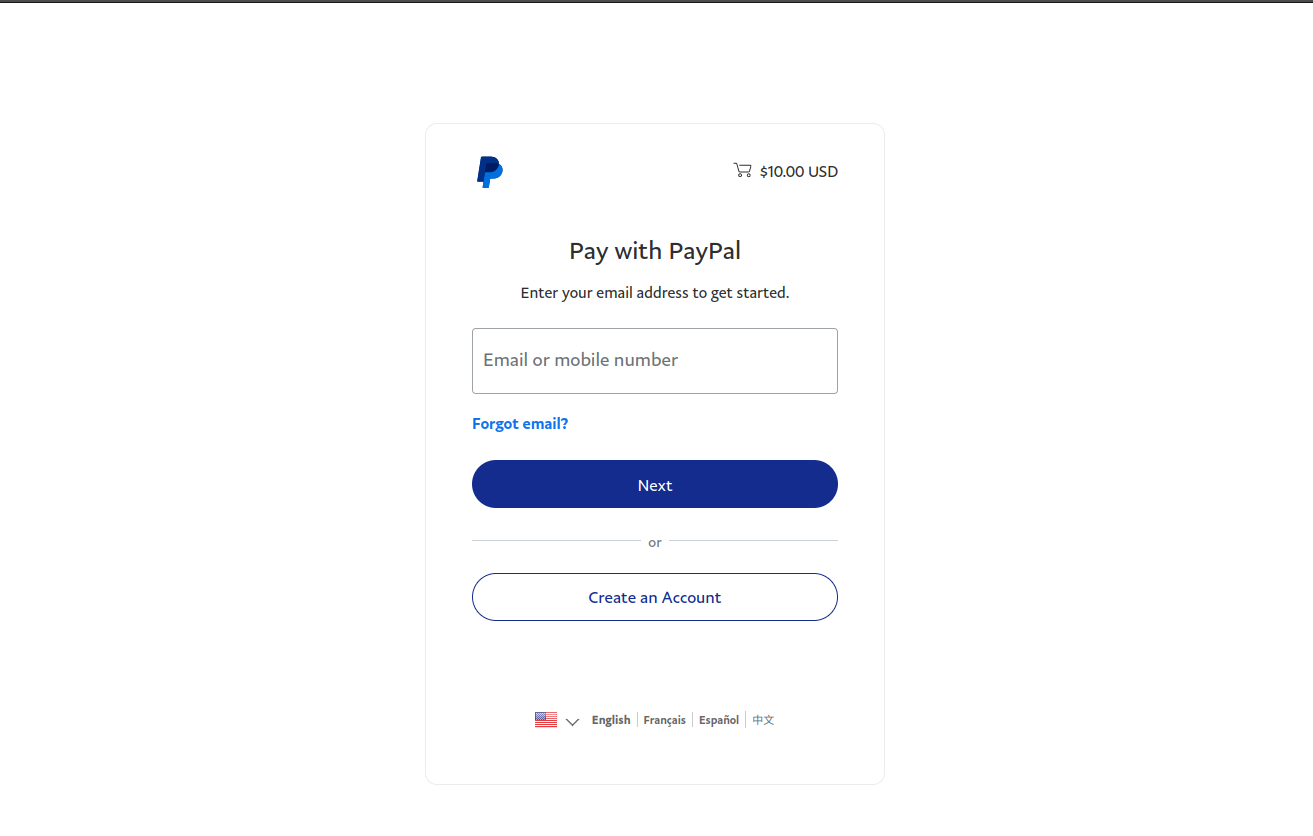 $10.00 USD
Pay with PayPal
Enter your email address to get started.
Email or mobile number
Forgot email?
Next
or
Create an Account
English Français Español 中文